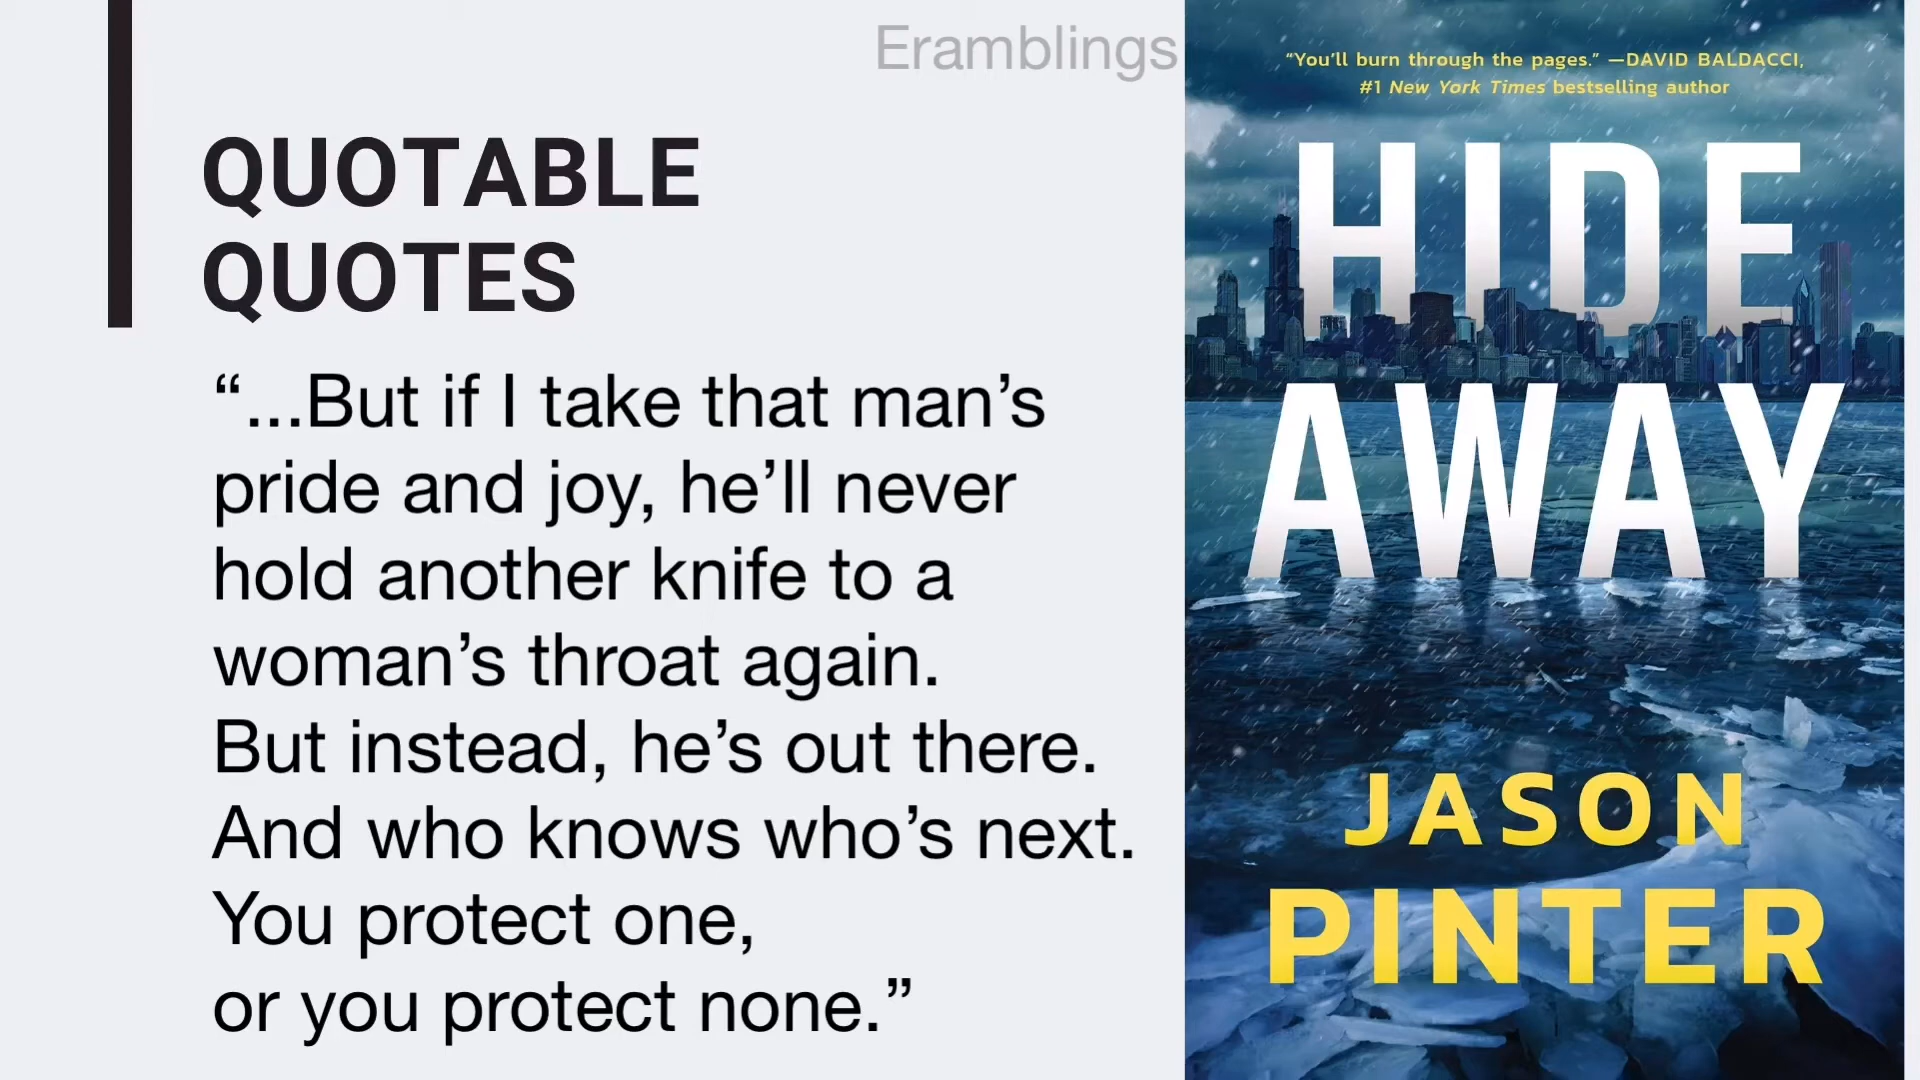 Eramblings
QUOTABLE
QUOTES
“...But if I take that man’s
pride and joy, he’ll never
hold another knife to a
woman’s throat again.
But instead, he’s out there.
And who knows who’s next.
You protect one,
or you protect none.”
“You’ll burn through the pages.” —DAVID BALDACCI,
#1 New York Times bestselling author
HIDE
AWAY
JASON
PINTER